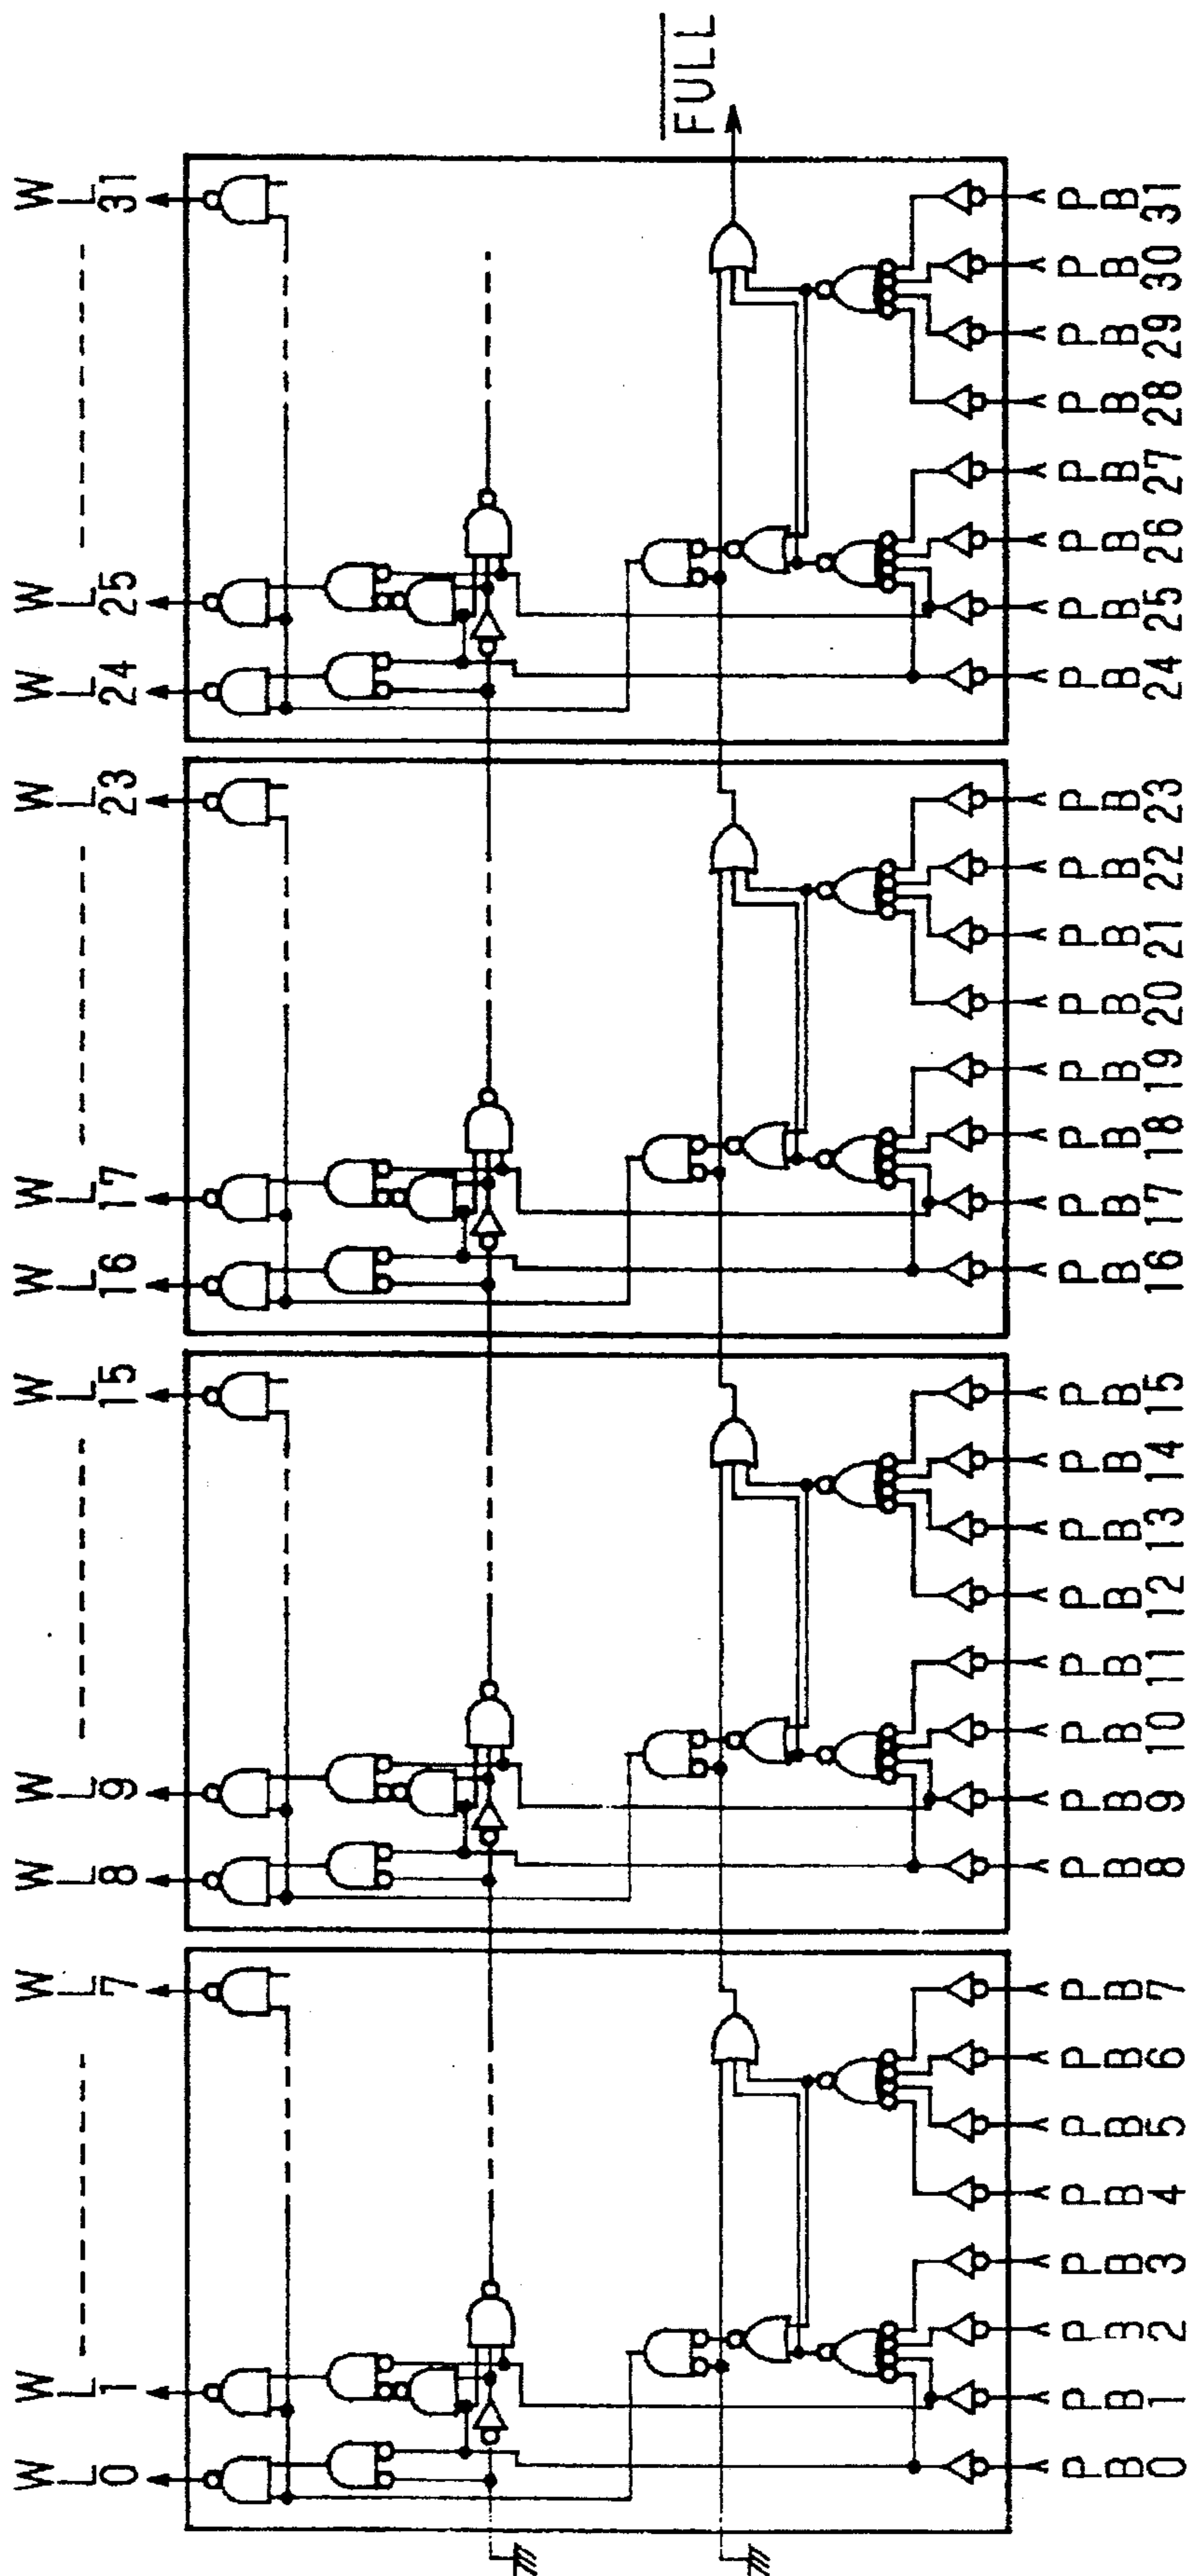 FULL
WL31
WL25
WL24
WL23
WL17
WL16
WL15
WL9
WL8
WL7
WL1
WL0
PB31
PB30
PB29
PB28
PB27
PB26
PB25
PB24
PB23
PB22
PB21
PB20
PB19
PB18
PB17
PB16
PB15
PB14
PB13
PB12
PB11
PB10
PB9
PB8
PB7
PB6
PB5
PB4
PB3
PB2
PB1
PB0